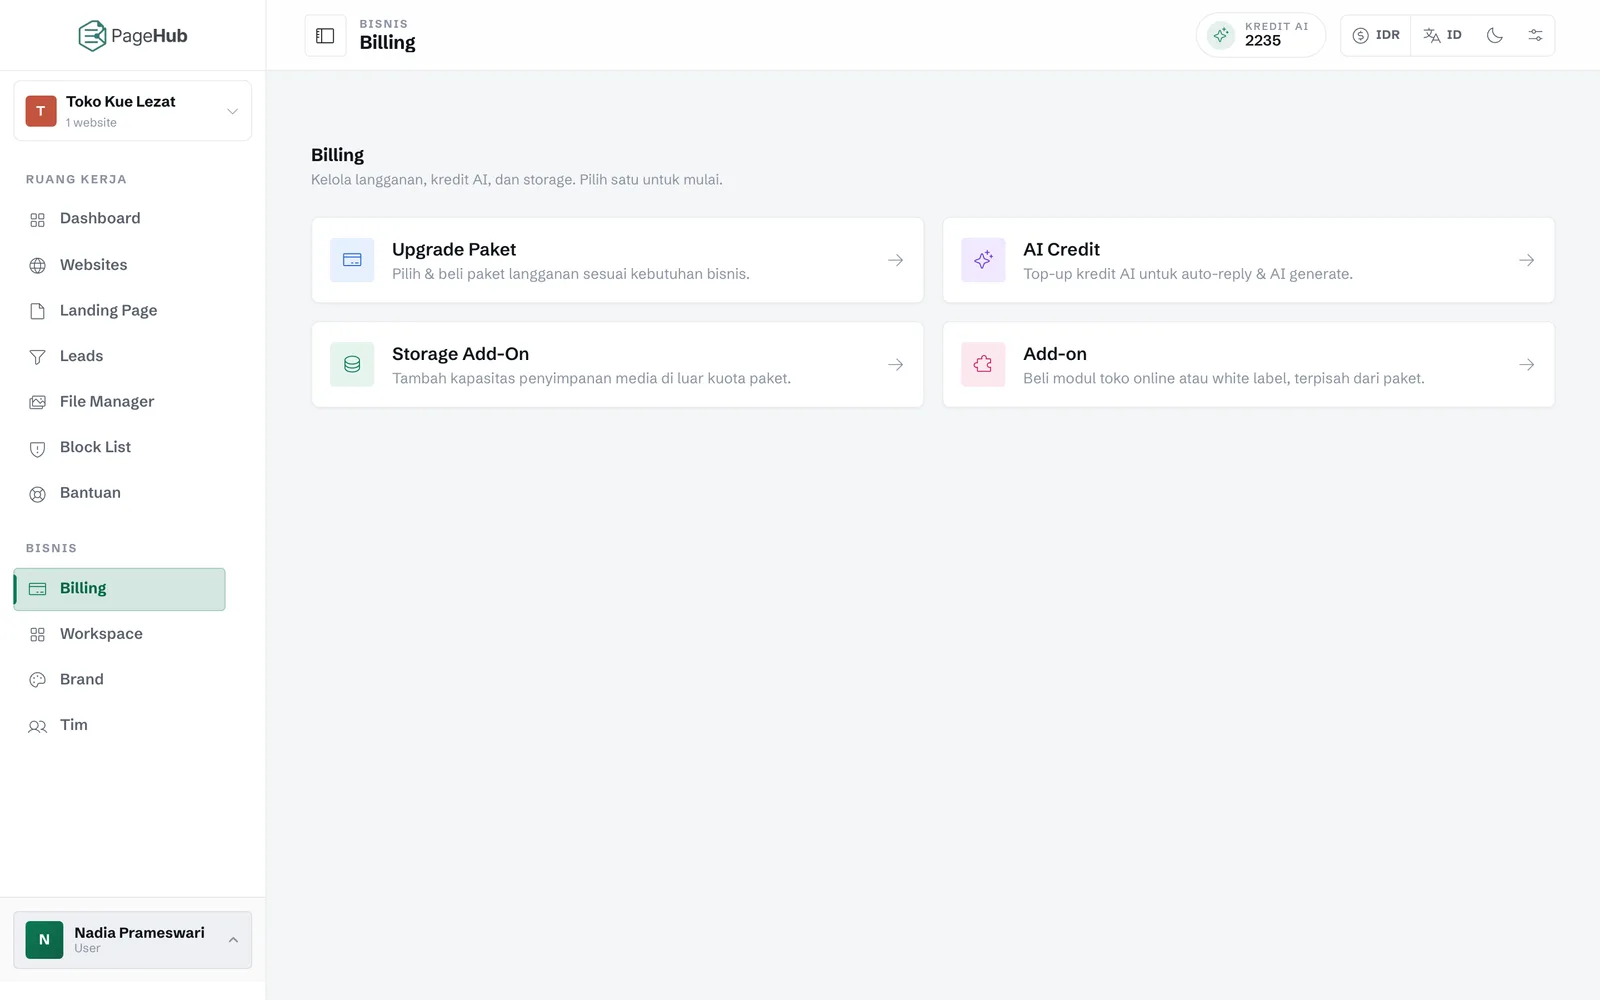 PageHub
BISNIS
Billing
KREDIT AI
2235
IDR
ID
T
Toko Kue Lezat
1 website
RUANG KERJA
Dashboard
Websites
Landing Page
Leads
File Manager
Block List
Bantuan
BISNIS
Billing
Workspace
Brand
Tim
N
Nadia Prameswari
User
Billing
Kelola langganan, kredit AI, dan storage. Pilih satu untuk mulai.
Upgrade Paket
Pilih & beli paket langganan sesuai kebutuhan bisnis.
AI Credit
Top-up kredit AI untuk auto-reply & AI generate.
Storage Add-On
Tambah kapasitas penyimpanan media di luar kuota paket.
Add-on
Beli modul toko online atau white label, terpisah dari paket.